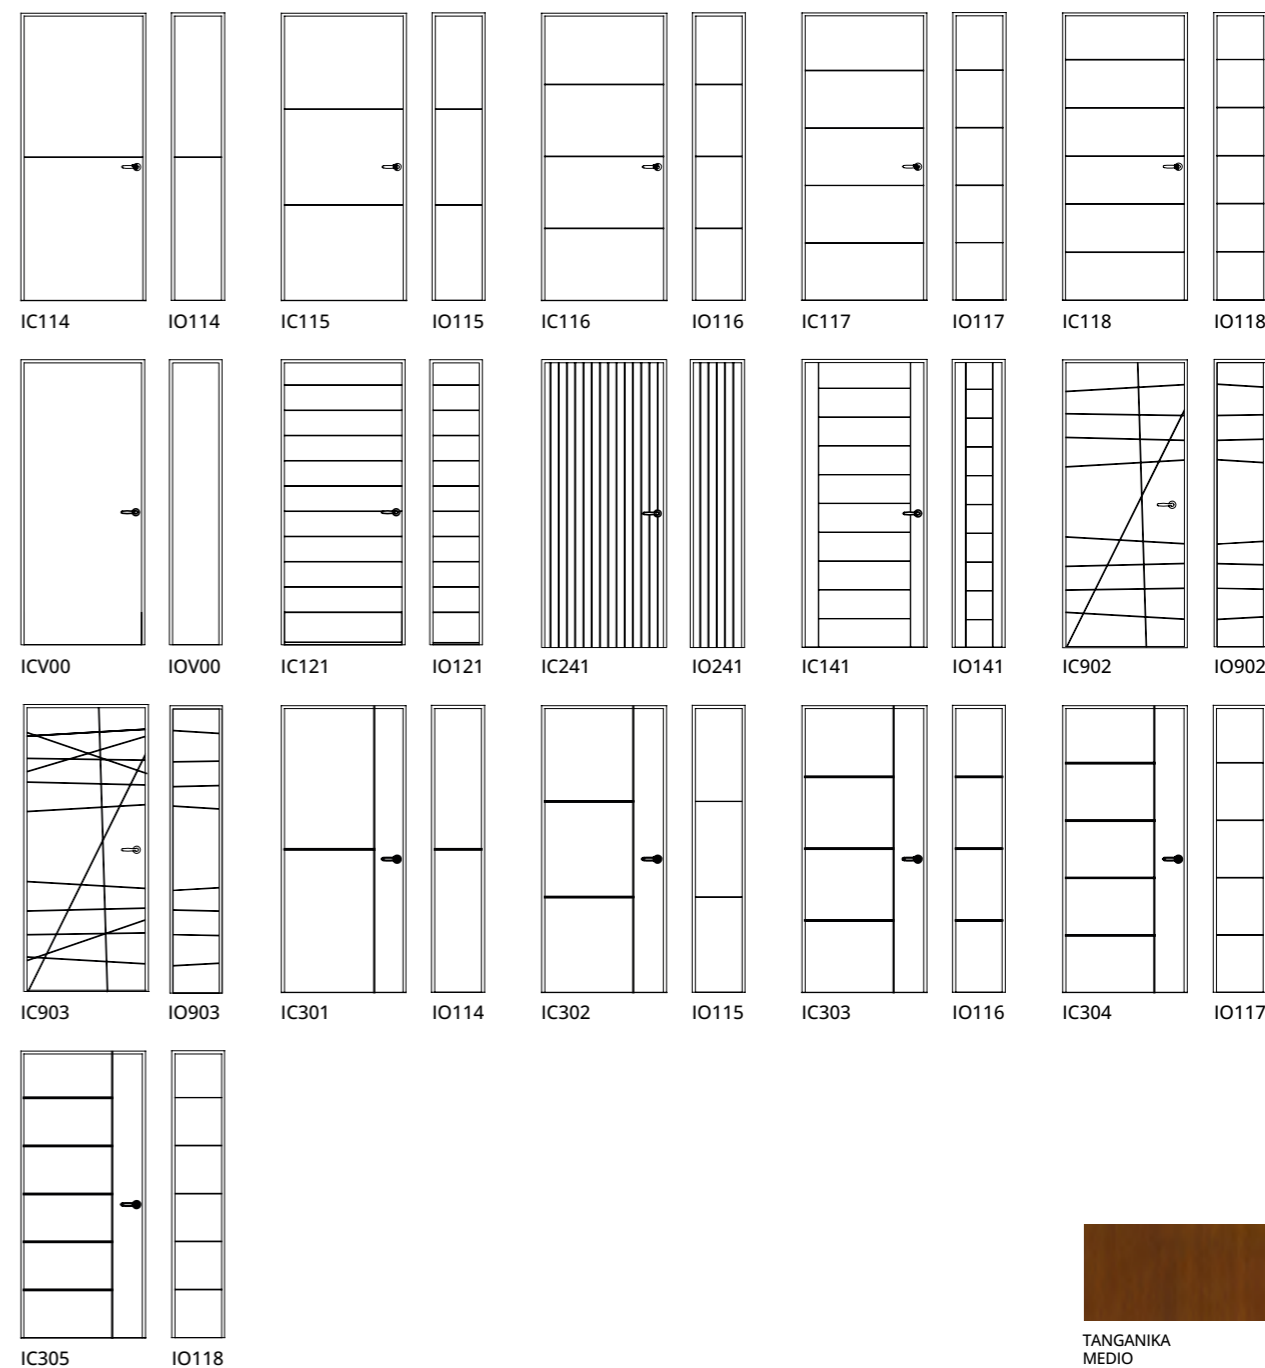 IC114 IO114 IC115 IO115 IC116 IO116 IC117 IO117 IC118 IO118
ICV00 IOV00 IC121 IO121 IC241 IO241 IC141 IO141 IC902 IO902
IC903 IO903 IC301 IO114 IC302 IO115 IC303 IO116 IC304 IO117
IC305 IO118
TANGANIKA
MEDIO